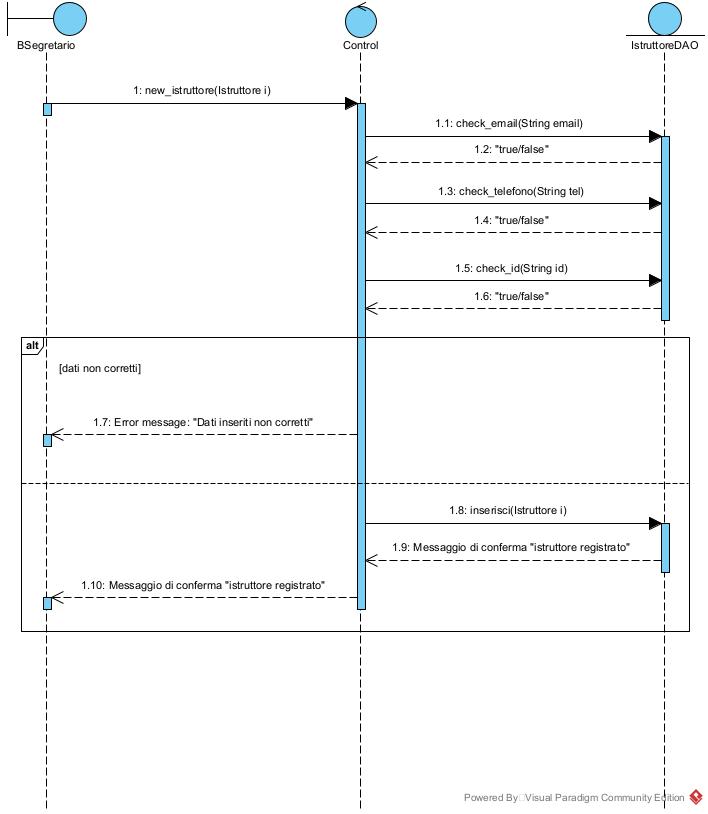 BSegretario
Control
IstruttoreDAO
1: new_istruttore(Istruttore i)
1.1: check_email(String email)
1.2: "true/false"
1.3: check_telefono(String tel)
1.4: "true/false"
1.5: check_id(String id)
1.6: "true/false"
alt
[dati non corretti]
1.7: Error message: "Dati inseriti non corretti"
1.8: inserisci(Istruttore i)
1.9: Messaggio di conferma "istruttore registrato"
1.10: Messaggio di conferma "istruttore registrato"
Powered By Visual Paradigm Community Edition